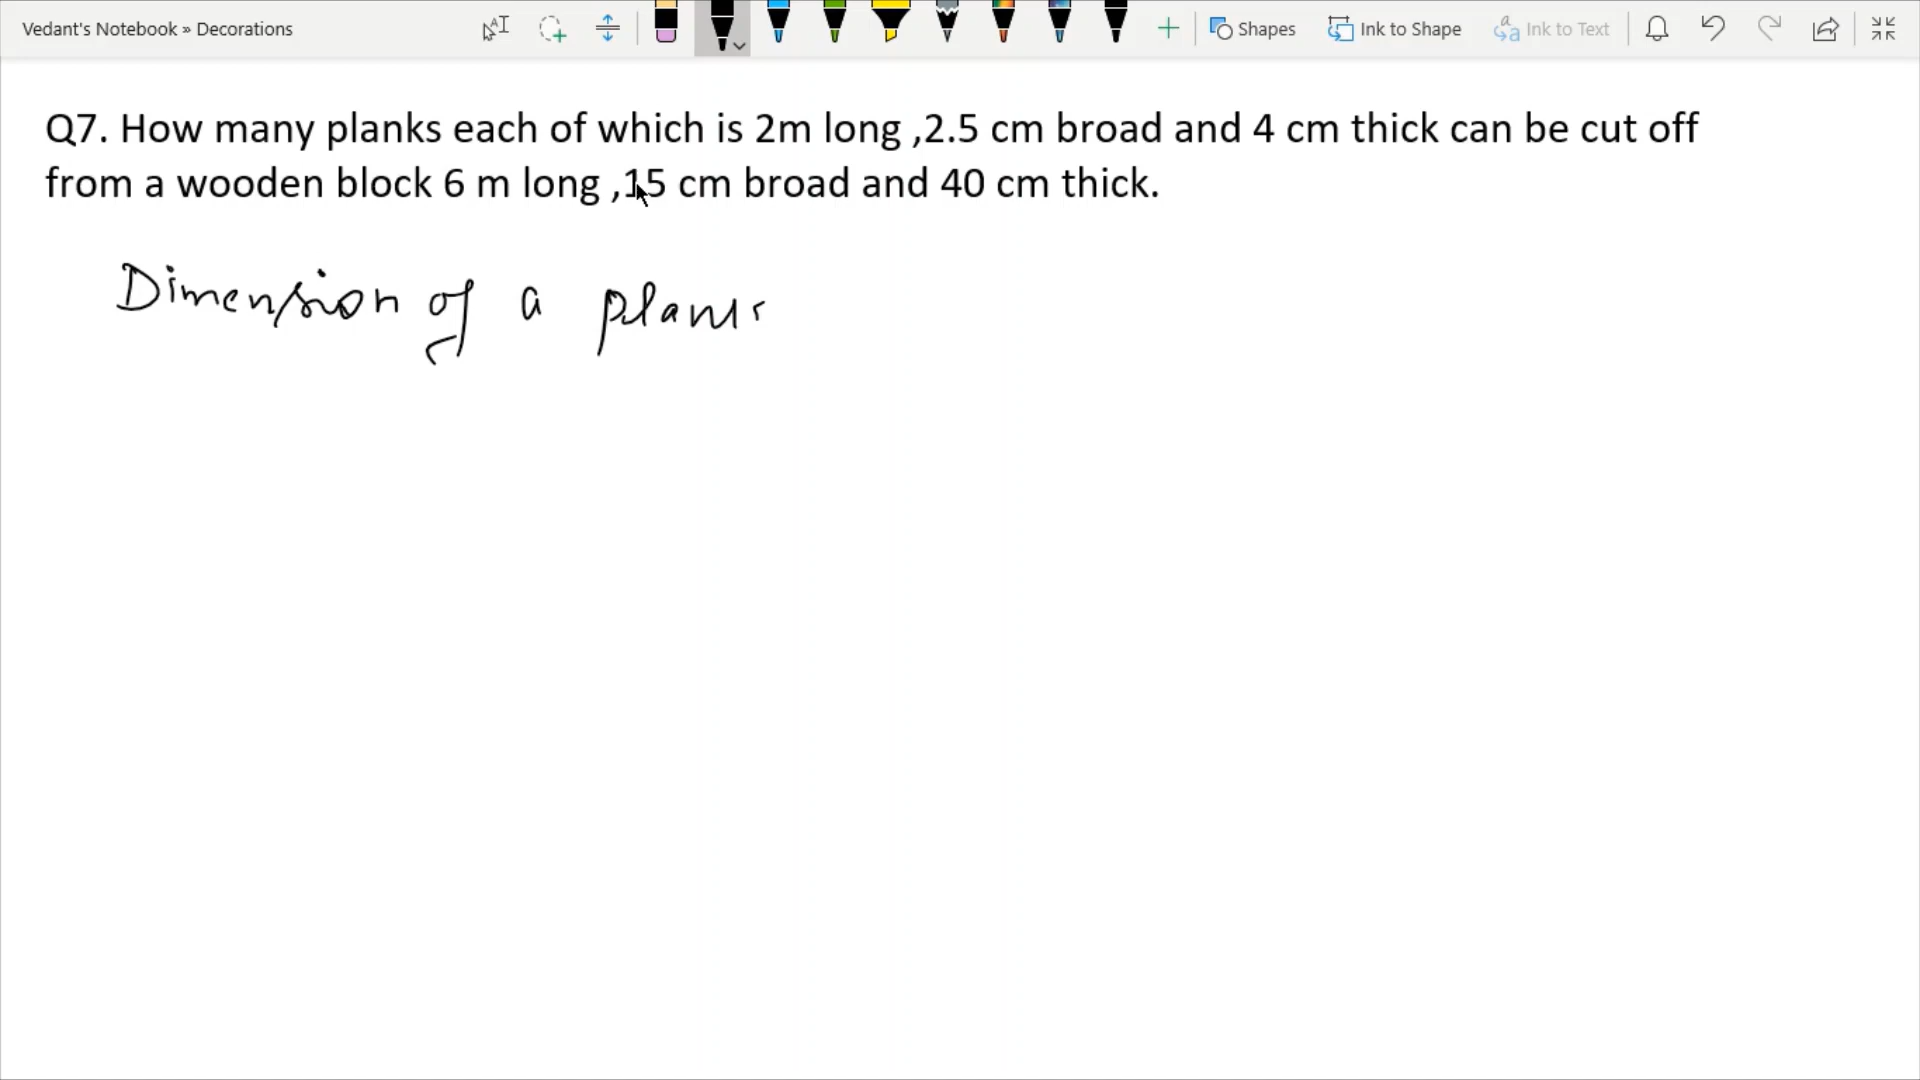 Vedant's Notebook » Decorations
Shapes
Ink to Shape
Ink to Text
Q7. How many planks each of which is 2m long ,2.5 cm broad and 4 cm thick can be cut off
from a wooden block 6 m long ,15 cm broad and 40 cm thick.
Dimension of a